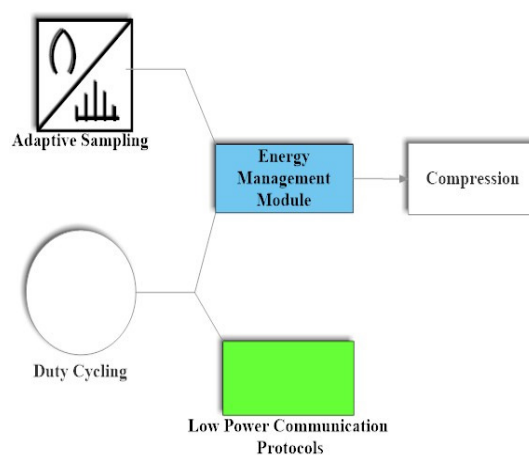 Adaptive Sampling
Energy
Management
Module
Compression
Duty Cycling
Low Power Communication
Protocols